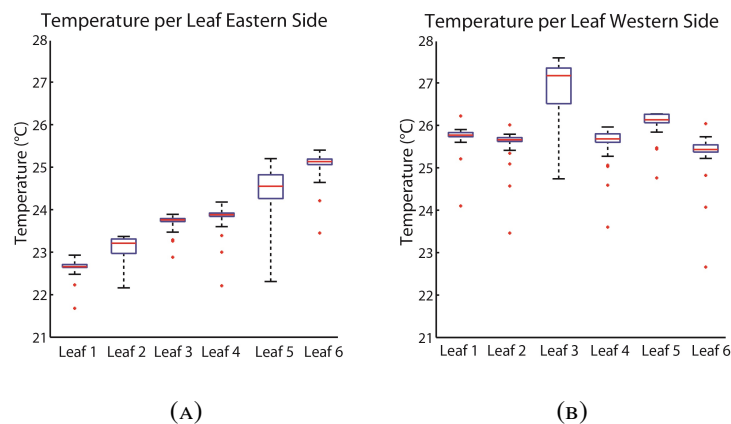 Temperature per Leaf Eastern Side
28
27
26
25
24
23
22
21
Temperature (°C)
Leaf 1 Leaf 2 Leaf 3 Leaf 4 Leaf 5 Leaf 6
(A)
Temperature per Leaf Western Side
28
27
26
25
24
23
22
21
Temperature (°C)
Leaf 1 Leaf 2 Leaf 3 Leaf 4 Leaf 5 Leaf 6
(B)